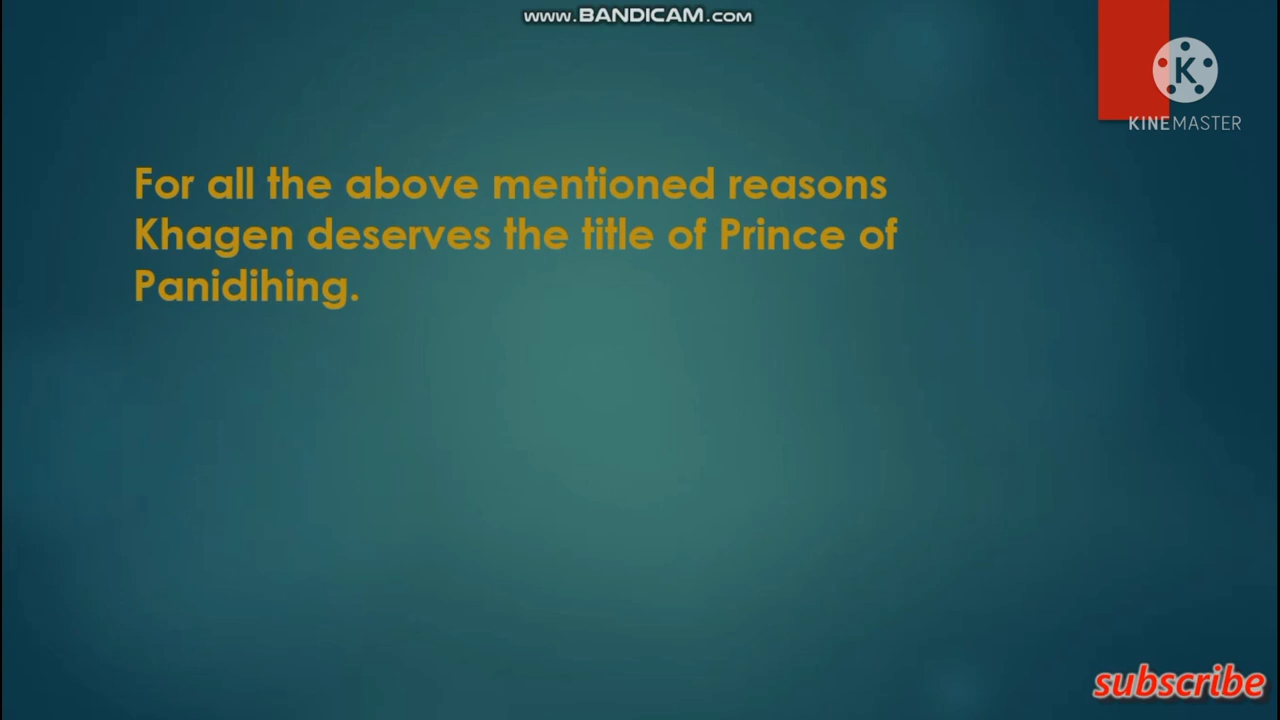 www.BANDICAM.com
K
KINEMASTER
For all the above mentioned reasons
Khagen deserves the title of Prince of
Panidihing.
subscribe